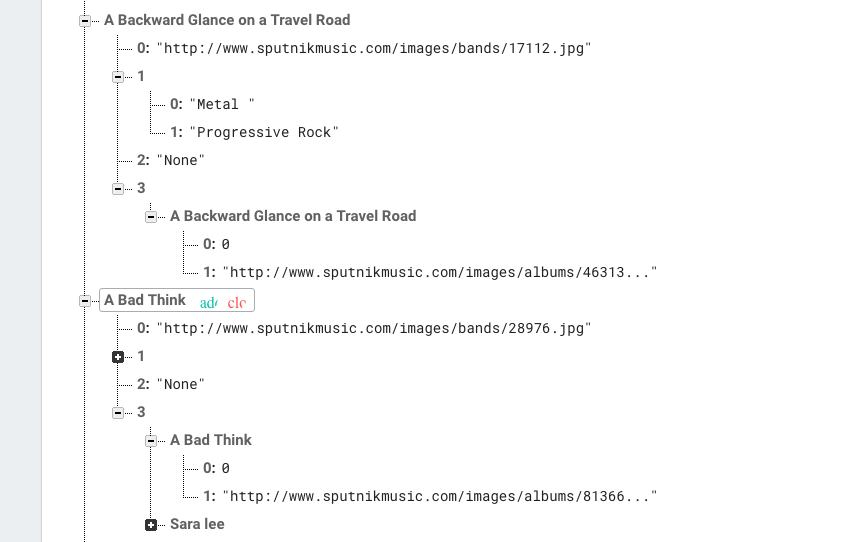 A Backward Glance on a Travel Road
0: "http://www.sputnikmusic.com/images/bands/17112.jpg"
1
0: "Metal "
1: "Progressive Rock"
2: "None"
3
A Backward Glance on a Travel Road
0: 0
1: "http://www.sputnikmusic.com/images/albums/46313..."
A Bad Think
0: "http://www.sputnikmusic.com/images/bands/28976.jpg"
1
2: "None"
3
A Bad Think
0: 0
1: "http://www.sputnikmusic.com/images/albums/81366..."
Sara lee